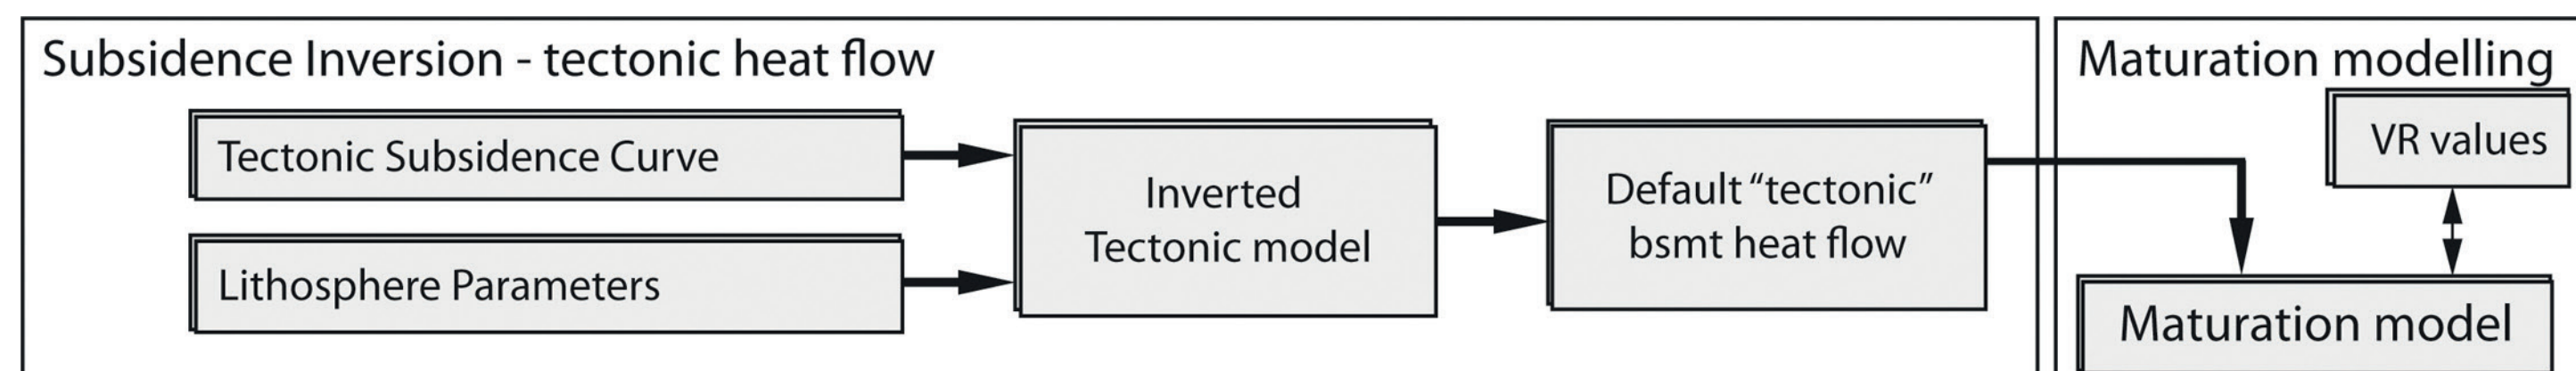 Subsidence Inversion - tectonic heat flow
Tectonic Subsidence Curve
Lithosphere Parameters
Inverted
Tectonic model
Default “tectonic”
bsmt heat flow
Maturation modelling
VR values
Maturation model